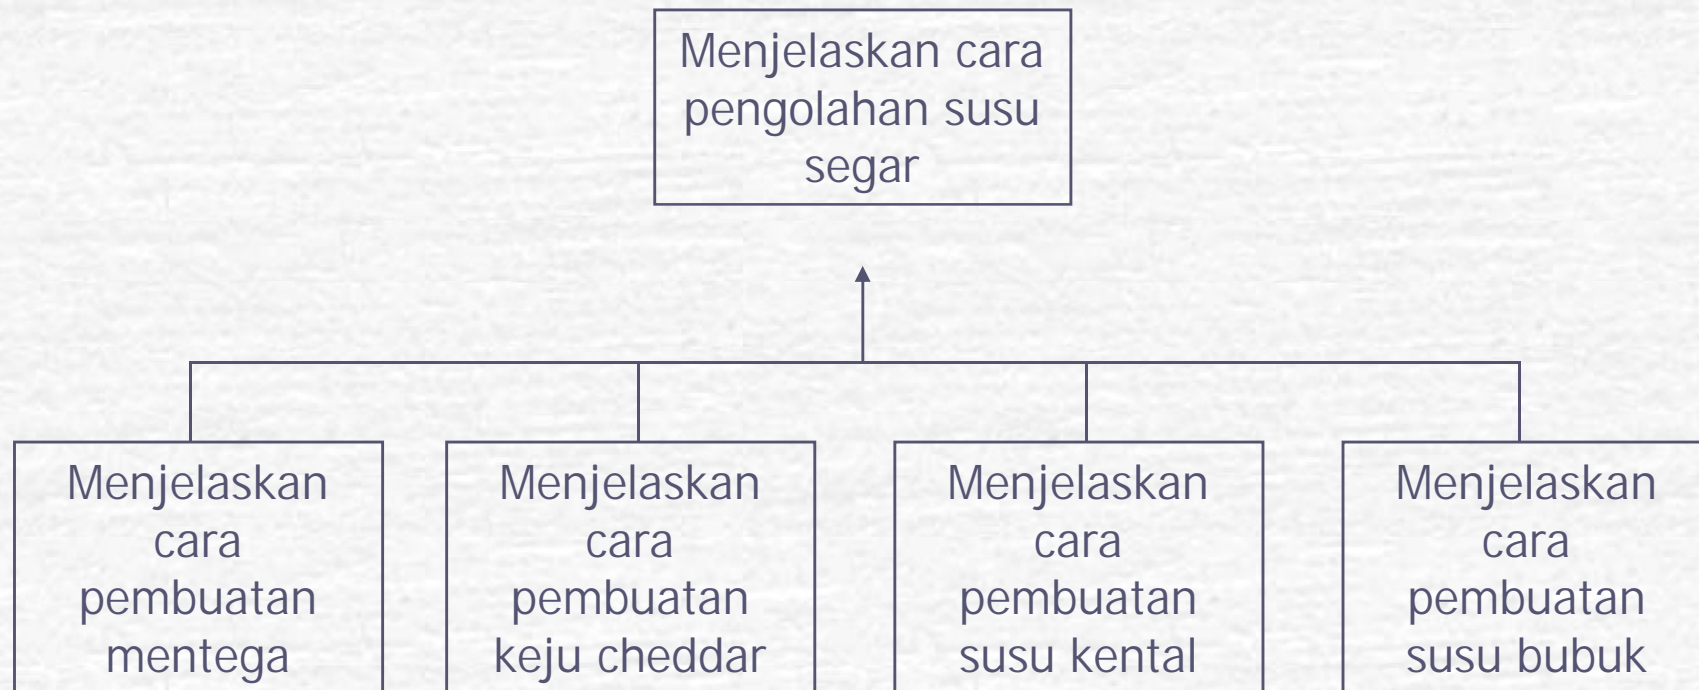 Menjelaskan cara
pengolahan susu
segar
Menjelaskan
cara
pembuatan
mentega
Menjelaskan
cara
pembuatan
keju cheddar
Menjelaskan
cara
pembuatan
susu kental
Menjelaskan
cara
pembuatan
susu bubuk